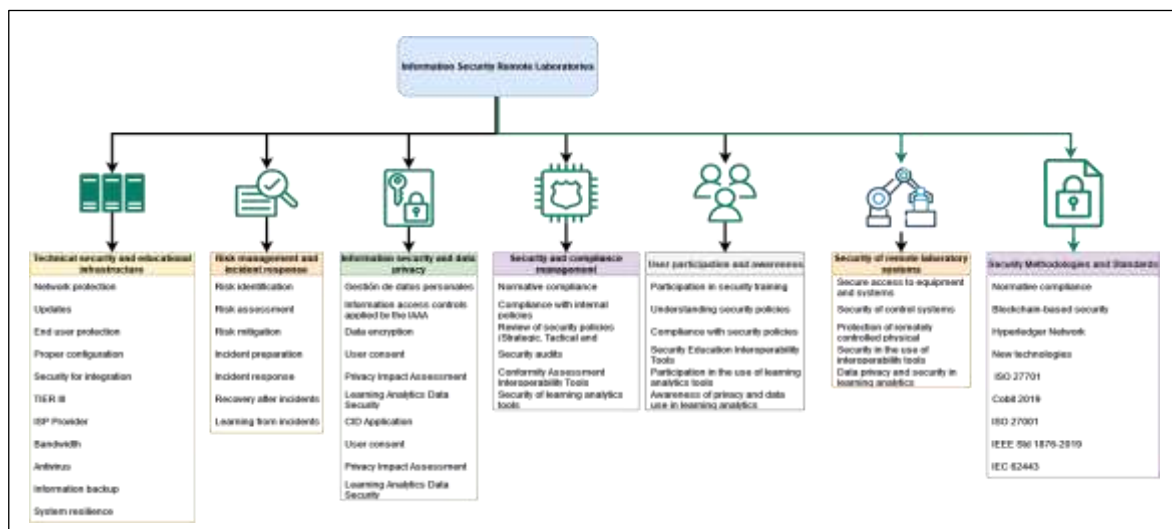 Information Security Remote Laboratories
Technical security and educational
infrastructure
Network protection
Updates
End user protection
Proper configuration
Security for integration
TIER III
ISP Provider
Bandwidth
Antivirus
Information backup
System resilience
Risk management and
incident response
Risk identification
Risk assessment
Risk mitigation
Incident preparation
Incident response
Recovery after incidents
Learning from incidents
Information security and data
privacy
Gestión de datos personales
Information access controls
applied by the IAAA
Data encryption
User consent
Privacy Impact Assessment
Learning Analytics Data
Security
CID Application
User consent
Privacy Impact Assessment
Learning Analytics Data
Security
Security and compliance
management
Normative compliance
Compliance with internal
policies
Review of security policies
(Strategic, Tactical and
Security audits
Conformity Assessment
Interoperability Tools
Security of learning analytics
tools
User participation and awareness
Participation in security training
Understanding security policies
Compliance with security policies
Security Education Interoperability
Tools
Participation in the use of learning
analytics tools
Awareness of privacy and data
use in learning analytics
Security of remote laboratory
systems
Secure access to equipment
and systems
Security of control systems
Protection of remotely
controlled physical
Security in the use of
interoperability tools
Data privacy and security in
learning analytics
Security Methodologies and Standards
Normative compliance
Blockchain-based security
Hyperledger Network
New technologies
ISO 27701
Cobit 2019
ISO 27001
IEEE Std 1876-2019
IEC 62443